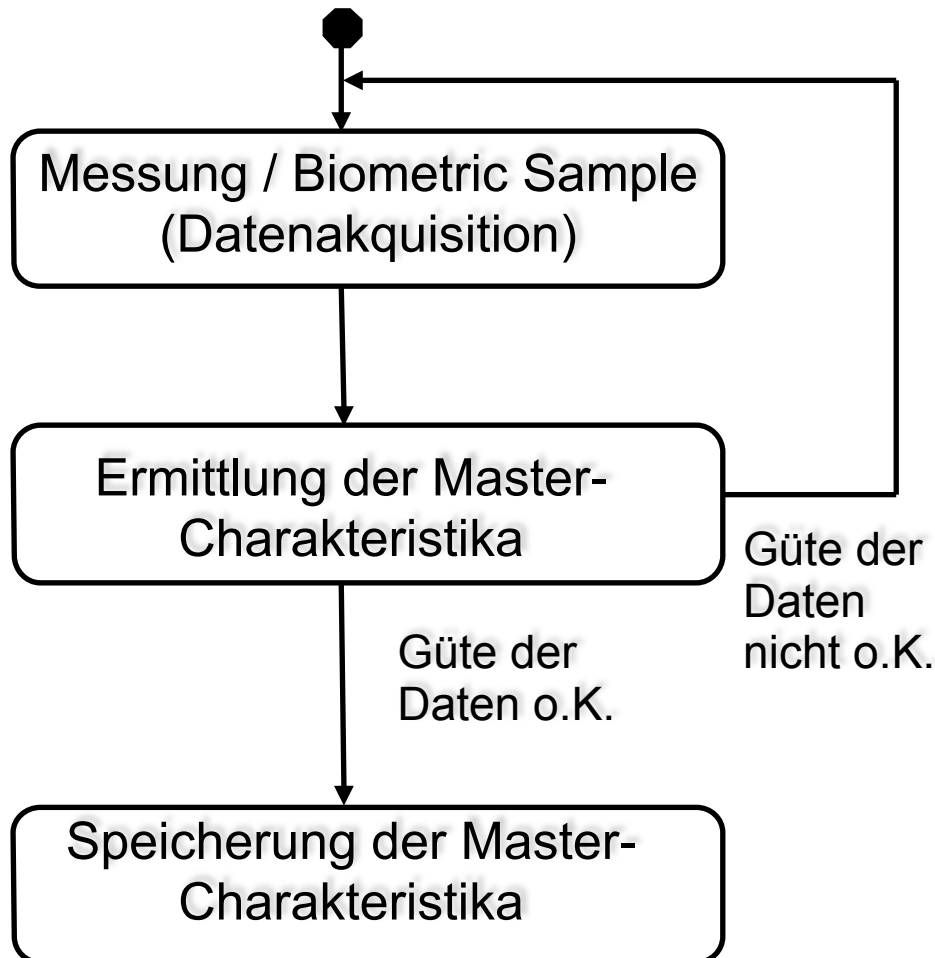 Messung / Biometric Sample
(Datenakquisition)
Ermittlung der Master-
Charakteristika
Güte der
Daten
nicht o.K.
Güte der
Daten o.K.
Speicherung der Master-
Charakteristika